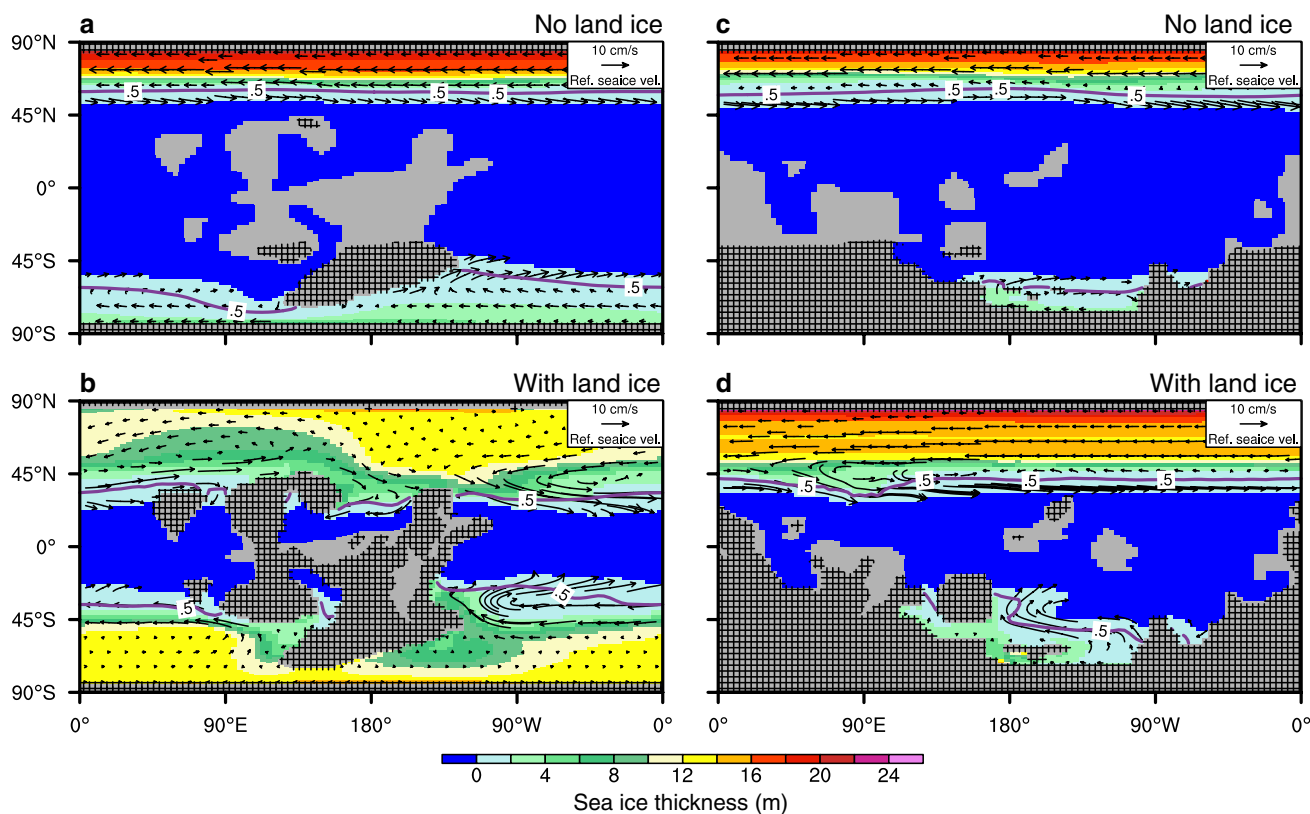 a No land ice
90°N
45°N
0°
45°S
90°S
10 cm/s
Ref. seaice vel.
.5 .5 .5 .5
.5 .5
c No land ice
10 cm/s
Ref. seaice vel.
.5 .5 .5 .5
.5
b With land ice
90°N
45°N
0°
45°S
90°S
10 cm/s
Ref. seaice vel.
.5 .5
.5 .5
0° 90°E 180° 90°W 0°
d With land ice
10 cm/s
Ref. seaice vel.
.5 .5 .5 .5
.5
0° 90°E 180° 90°W 0°
0 4 8 12 16 20 24
Sea ice thickness (m)